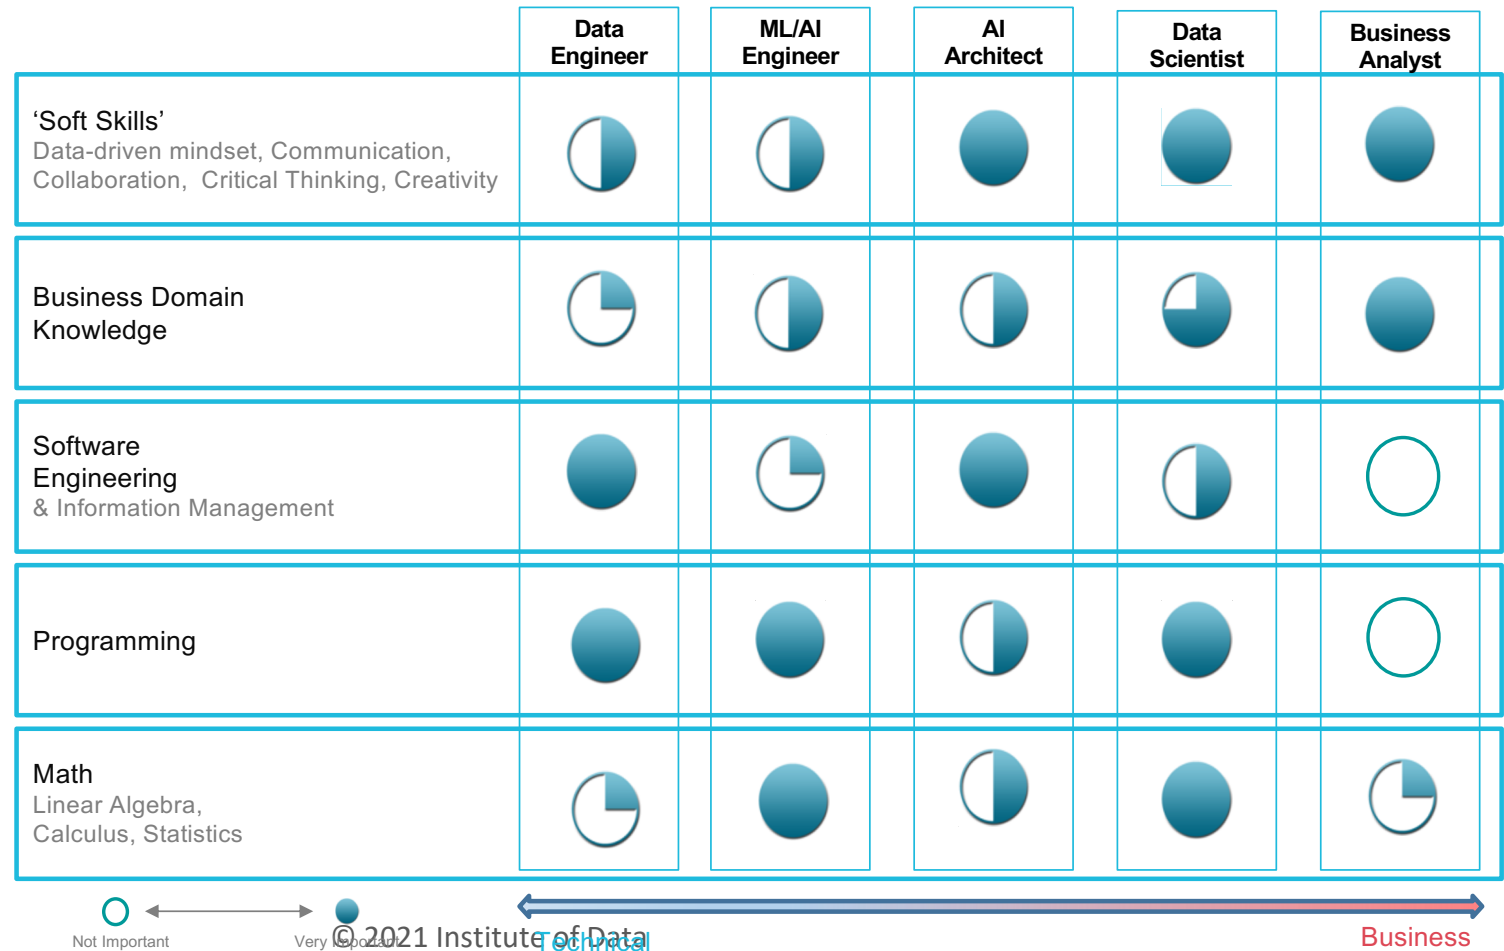 Data
Engineer
ML/AI
Engineer
AI
Architect
Data
Scientist
Business
Analyst
‘Soft Skills’
Data-driven mindset, Communication,
Collaboration,  Critical Thinking, Creativity
Business Domain
Knowledge
Software
Engineering
& Information Management
Programming
Math
Linear Algebra,
Calculus, Statistics
Not Important
Very Important
© 2021 Institute of Data
Technical
Business